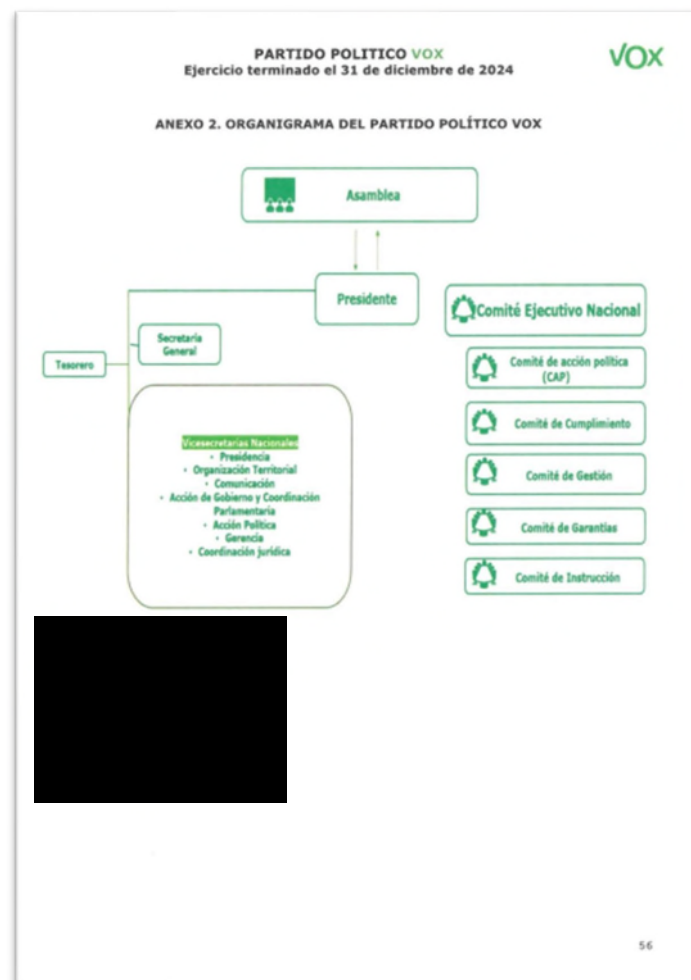 PARTIDO POLITICO VOX
Ejercicio terminado el 31 de diciembre de 2024
VOX
ANEXO 2. ORGANIGRAMA DEL PARTIDO POLÍTICO VOX
Asamblea
Presidente
Comité Ejecutivo Nacional
Secretaria
General
Tesorero
Comité de acción política
(CAP)
Comité de Cumplimiento
Comité de Gestión
Comité de Garantias
Comité de Instrucción
Vicesecretarias Nacionales
• Presidencia
• Organización Territorial
• Comunicación
• Acción de Gobierno y Coordinación
Parlamentaria
• Acción Política
• Gerencia
• Coordinación jurídica
56